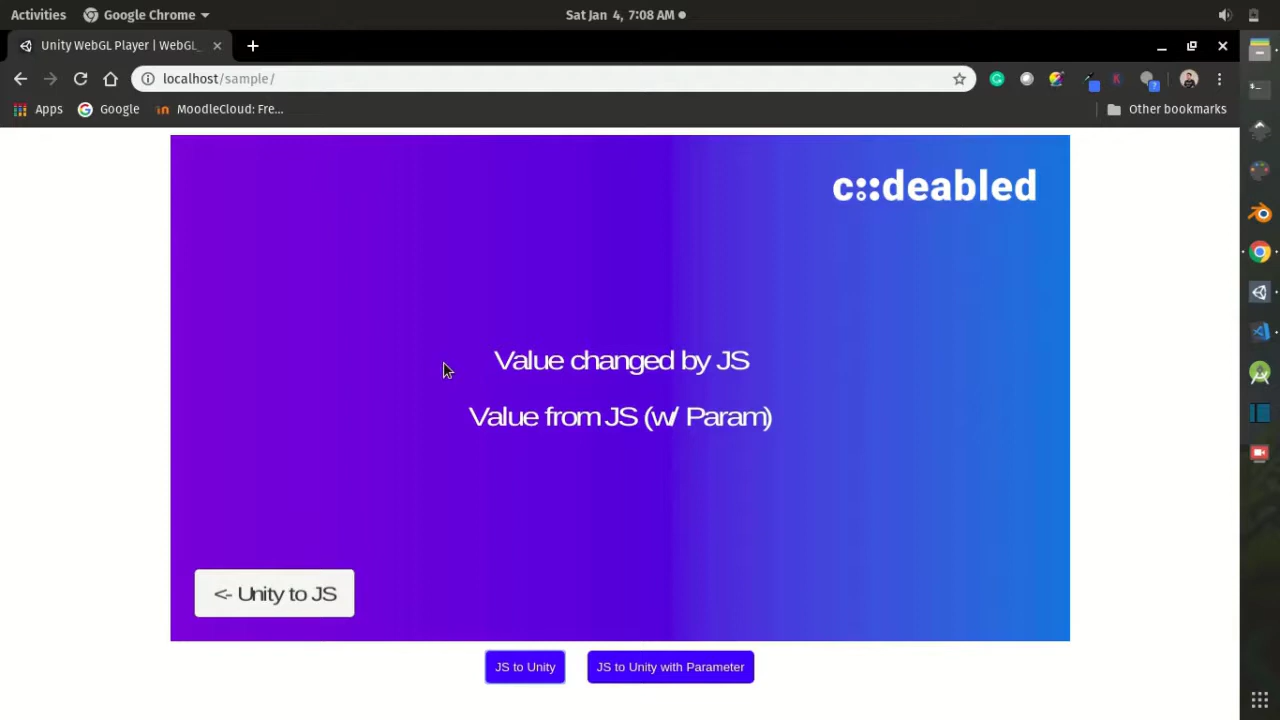 Activities
Google Chrome
Sat Jan 4, 7:08 AM
Unity WebGL Player | WebGL_
localhost/sample/
Apps
Google
MoodleCloud: Fre...
Other bookmarks
c::deabled
Value changed by JS
Value from JS (w/ Param)
<- Unity to JS
JS to Unity
JS to Unity with Parameter